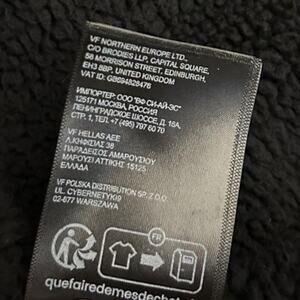 VF NORTHERN EUROPE LTD.,
C/O BRODIES LLP, CAPITAL SQUARE,
58 MORRISON STREET, EDINBURGH,
EH3 8BP, UNITED KINGDOM
VAT ID: GB694828476
ИМПОРТЕР: ООО "ВФ-СИ-АЙ-ЭС"
125171 МОСКВА, РОССИЯ,
ЛЕНИНГРАДСКОЕ ШОССЕ, Д. 16А,
СТР. 1, ТЕЛ: +7 (495) 797 60 70
VF HELLAS AEE
Λ.ΚΗΦΙΣΙΑΣ 38
ΠΑΡΑΔΕΙΣΟΣ ΑΜΑΡΟΥΣΙΟΥ
ΜΑΡΟΥΣΙ ΑΤΤΙΚΗΣ 15125
ΕΛΛΑΔΑ
VF POLSKA DISTRIBUTION SP. Z O.O.
UL. CYBERNETYKI 9
02-677 WARSZAWA
FR
quefairedemesdechets